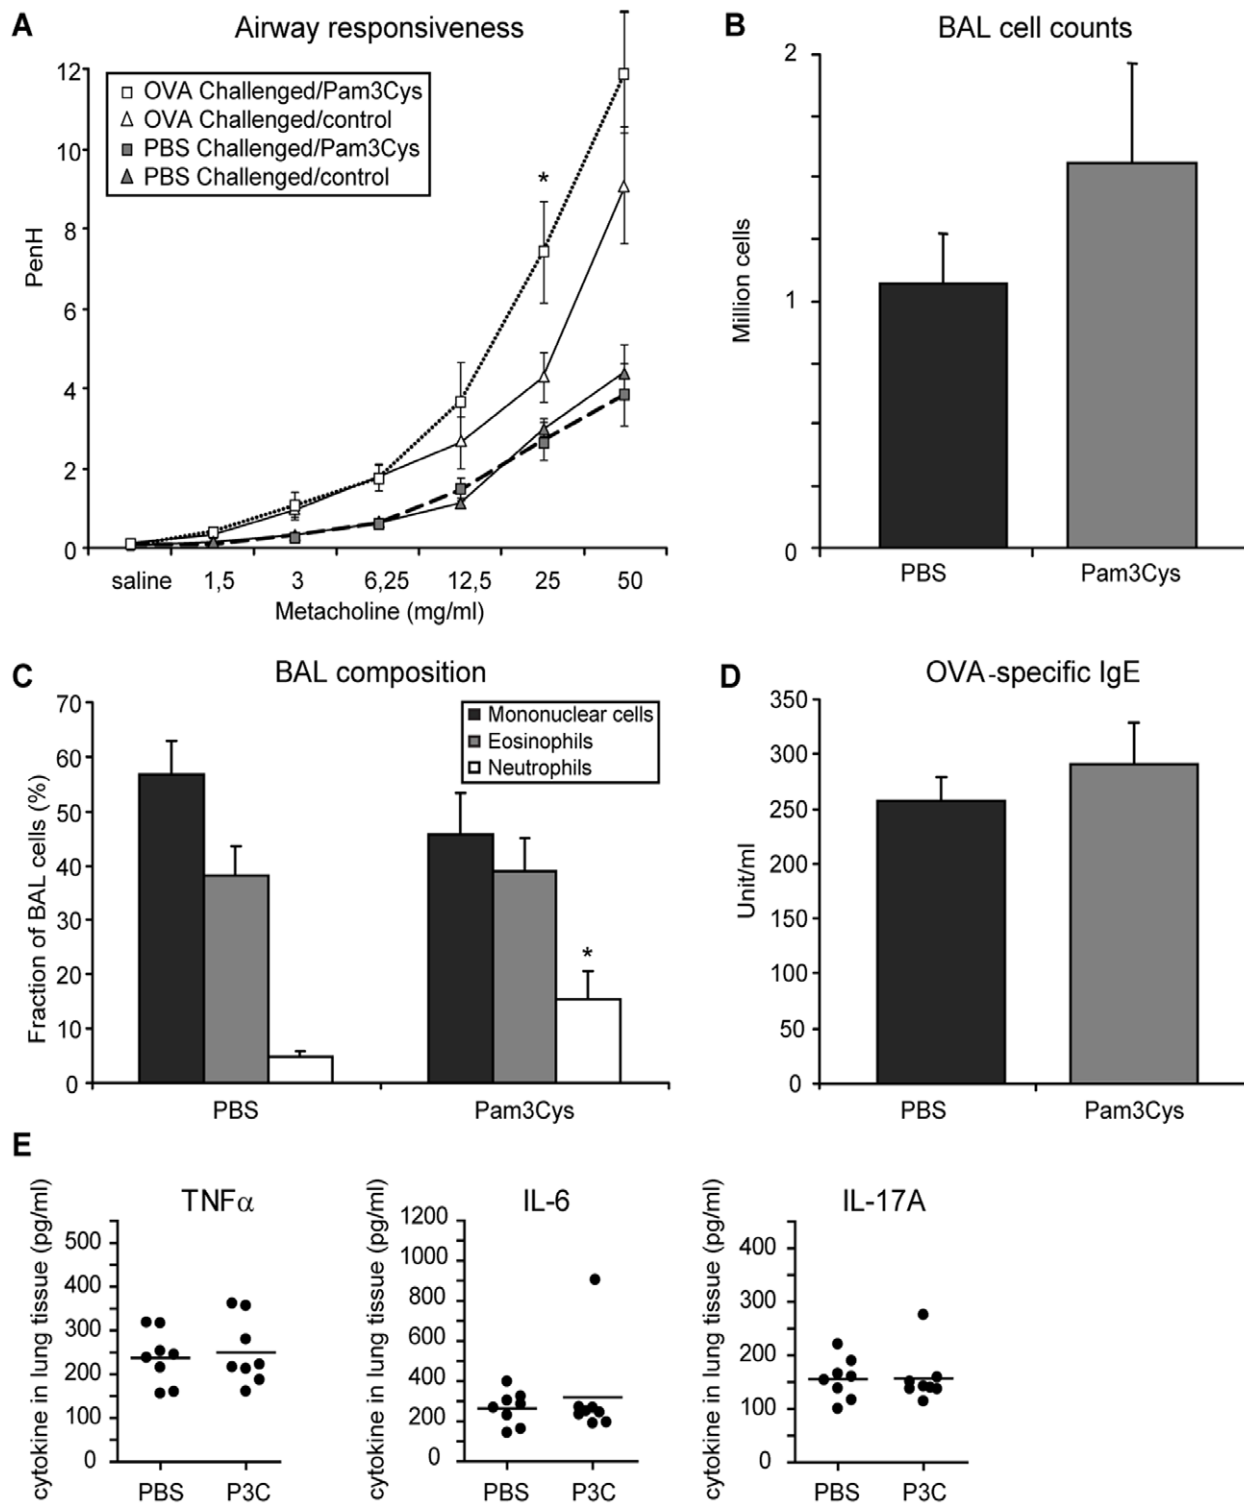 A
Airway responsiveness
12
10
8
6
4
2
0
PenH
OVA Challenged/Pam3Cys
OVA Challenged/control
PBS Challenged/Pam3Cys
PBS Challenged/control
*
saline 1,5 3 6,25 12,5 25 50
Metacholine (mg/ml)
B
BAL cell counts
2
1
0
Million cells
PBS Pam3Cys
C
BAL composition
70
60
50
40
30
20
10
0
Fraction of BAL cells (%)
Mononuclear cells
Eosinophils
Neutrophils
*
PBS Pam3Cys
D
OVA-specific IgE
350
300
250
200
150
100
50
0
Unit/ml
PBS Pam3Cys
E
TNFα
cytokine in lung tissue (pg/ml)
500
400
300
200
100
0
PBS P3C
IL-6
cytokine in lung tissue (pg/ml)
1200
1000
800
600
400
200
0
PBS P3C
IL-17A
cytokine in lung tissue (pg/ml)
400
300
200
100
0
PBS P3C